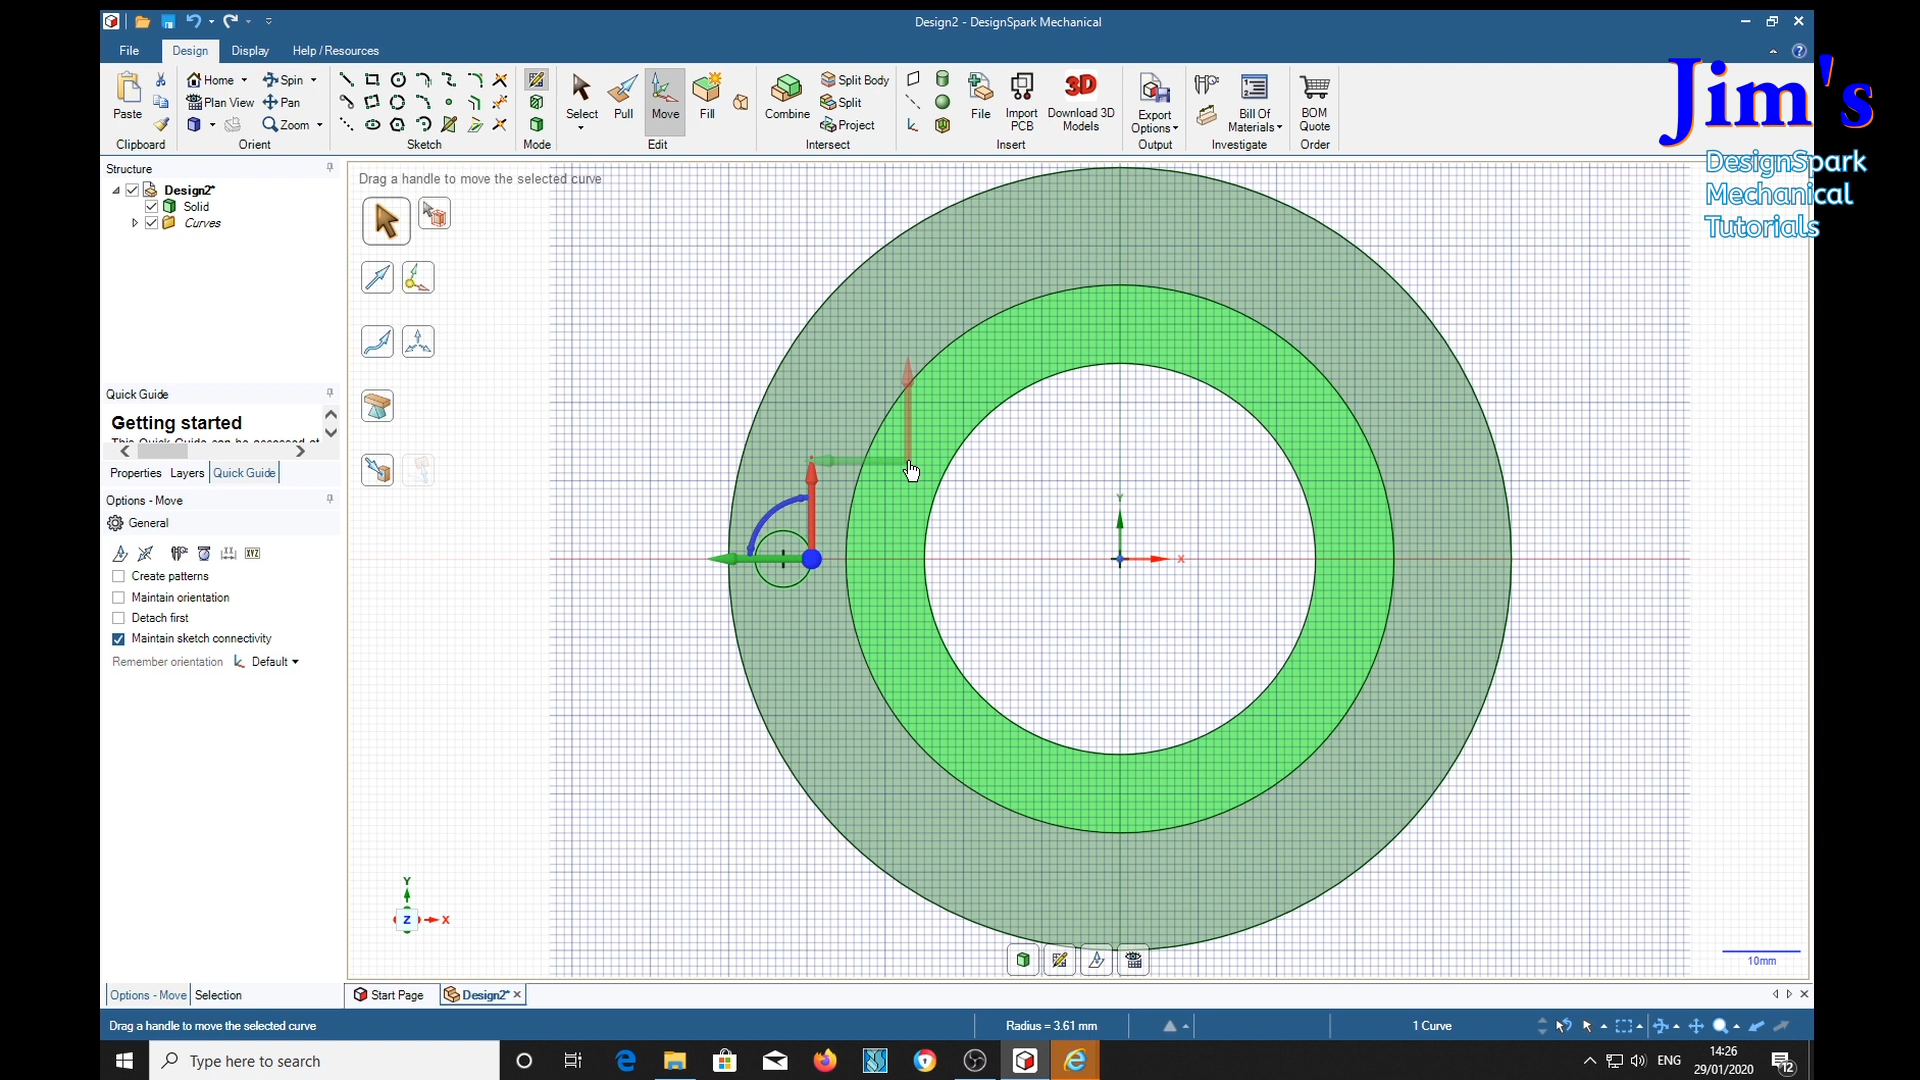 Design2 - DesignSpark Mechanical
File Design Display Help / Resources
Jim's
DesignSpark
Mechanical
Tutorials
Paste
Clipboard
Home
Plan View
Spin
Pan
Zoom
Orient
Sketch
Mode
Select
Pull
Move
Fill
Edit
Combine
Split Body
Split
Project
Intersect
File
Import
PCB
3D
Download 3D
Models
Insert
Export
Options
Output
Bill Of
Materials
Investigate
BOM
Quote
Order
Structure
Design2*
Solid
Curves
Drag a handle to move the selected curve
Quick Guide
Getting started
Properties Layers Quick Guide
Options - Move
General
XYZ
Create patterns
Maintain orientation
Detach first
Maintain sketch connectivity
Remember orientation Default
Y
X
Y
Z X
10mm
Options - Move Selection
Start Page Design2*
Drag a handle to move the selected curve
Radius = 3.61 mm
1 Curve
Type here to search
ENG
14:26
29/01/2020
12